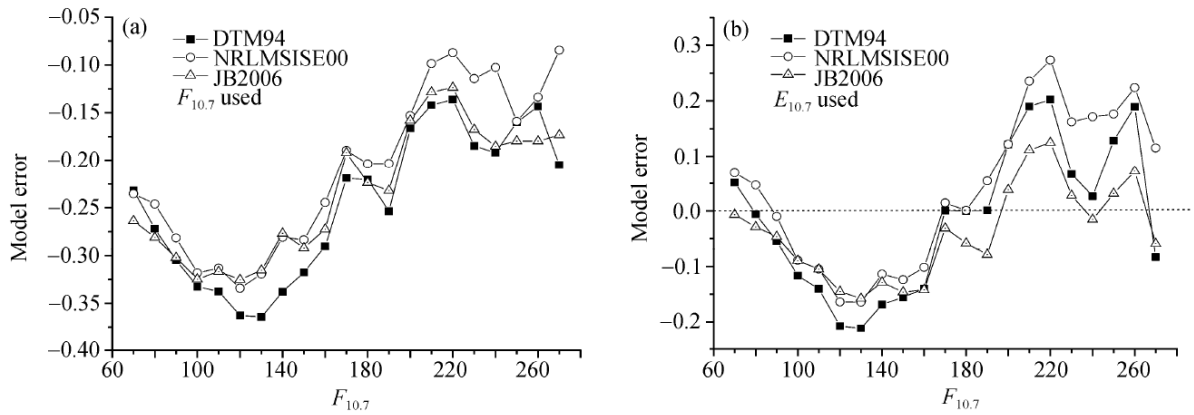 (a)
DTM94
NRLMSISE00
JB2006
F10.7 used
Model error
−0.05
−0.10
−0.15
−0.20
−0.25
−0.30
−0.35
−0.40
60 100 140 180 220 260
F10.7
(b)
DTM94
NRLMSISE00
JB2006
E10.7 used
Model error
0.3
0.2
0.1
0.0
−0.1
−0.2
60 100 140 180 220 260
F10.7